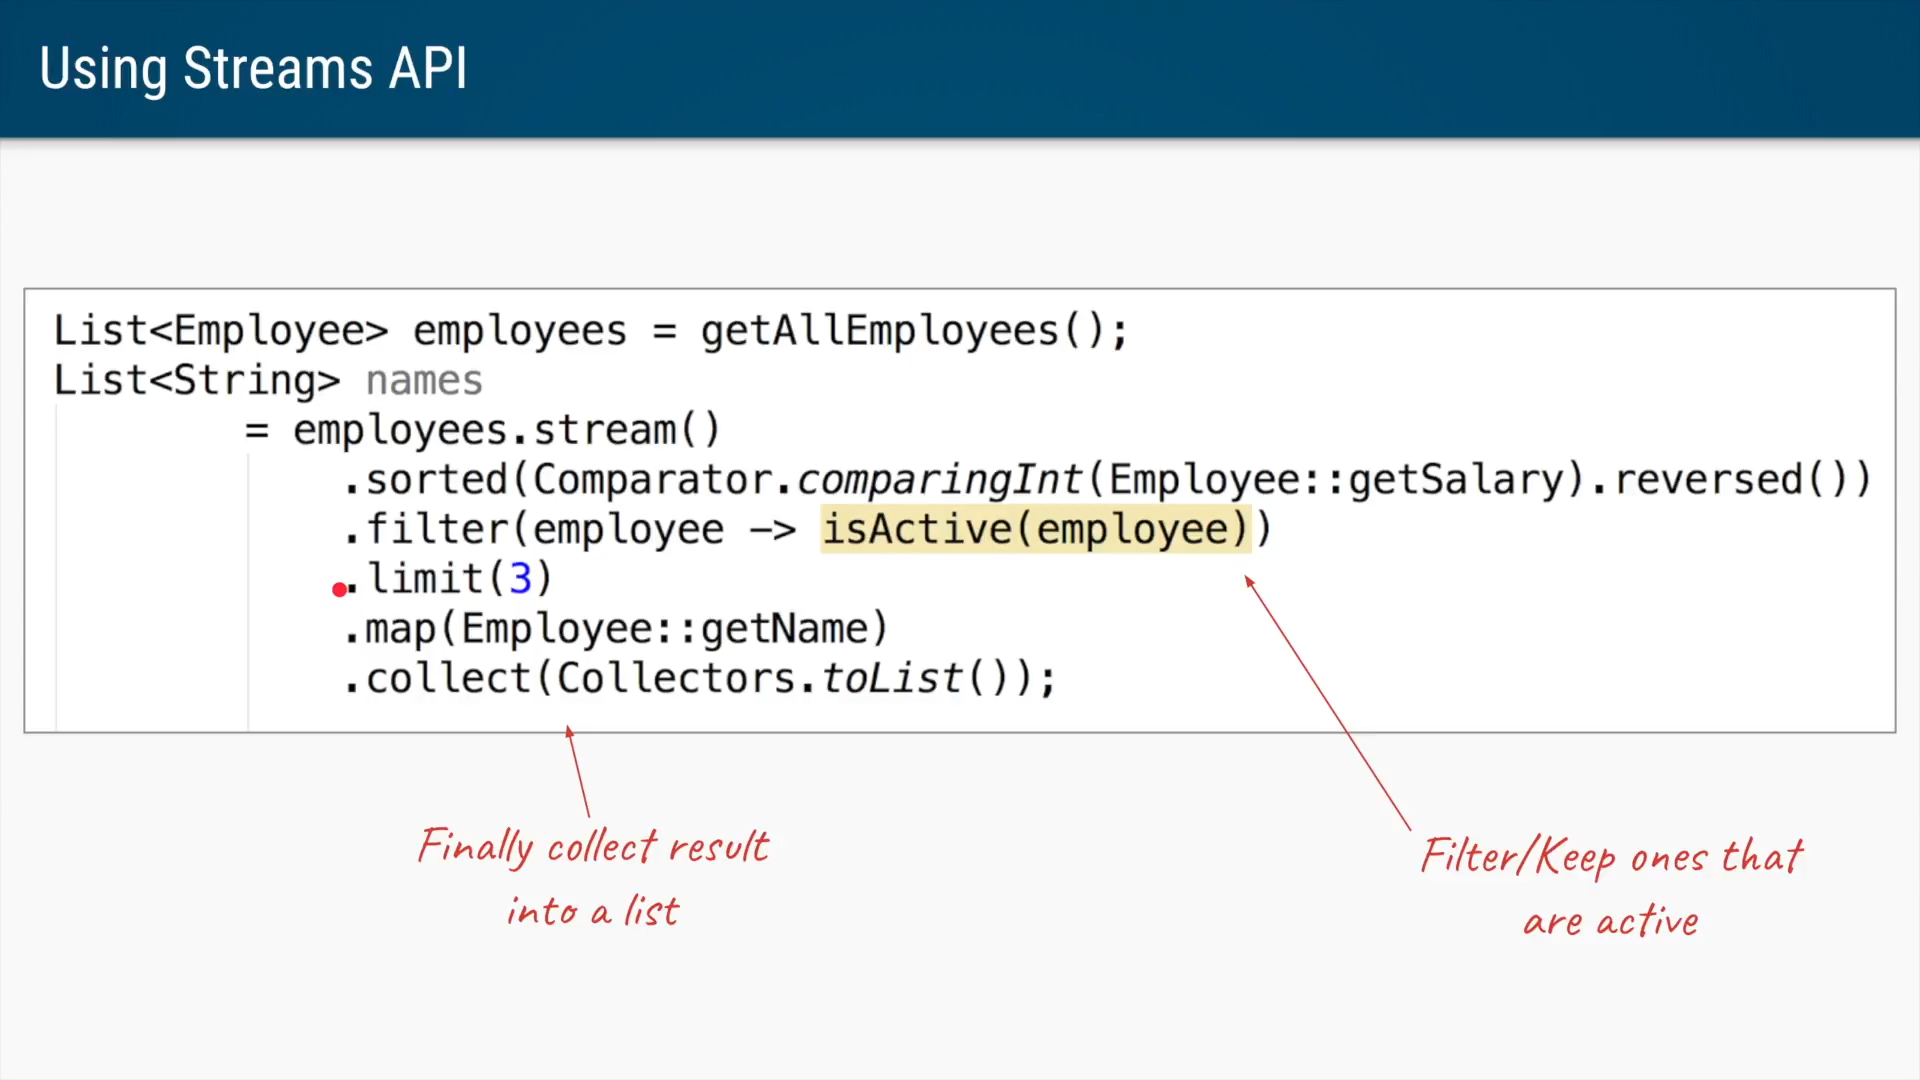 Using Streams API
List<Employee> employees = getAllEmployees();
List<String> names
= employees.stream()
.sorted(Comparator.comparingInt(Employee::getSalary).reversed())
.filter(employee -> isActive(employee))
.limit(3)
.map(Employee::getName)
.collect(Collectors.toList());
Finally collect result
into a list
Filter/Keep ones that
are active